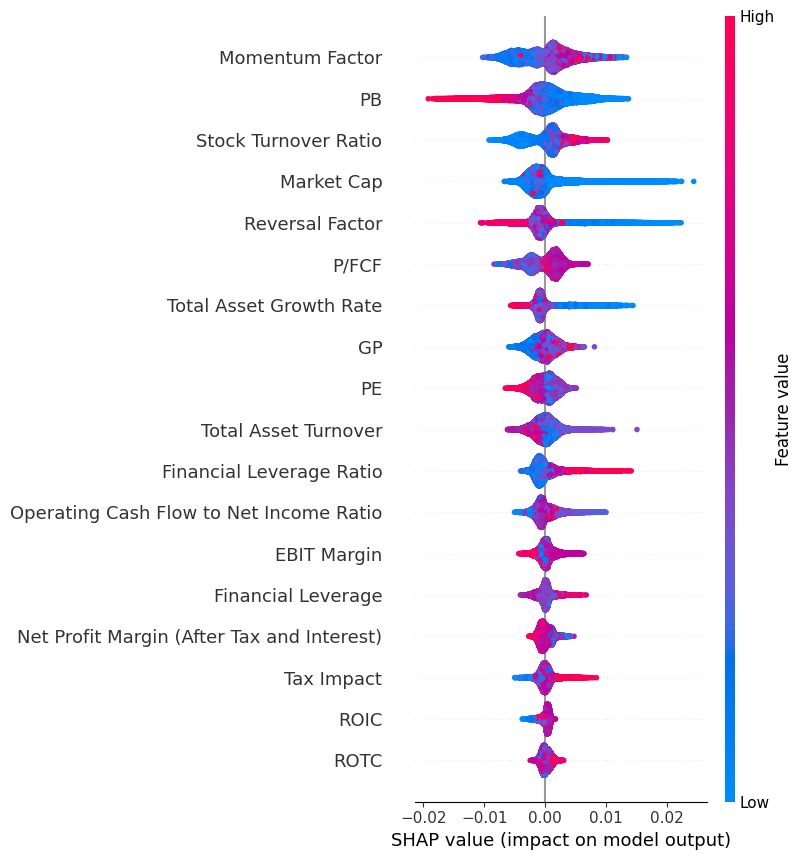 High
Momentum Factor
PB
Stock Turnover Ratio
Market Cap
Reversal Factor
P/FCF
Total Asset Growth Rate
GP
PE
Total Asset Turnover
Financial Leverage Ratio
Operating Cash Flow to Net Income Ratio
EBIT Margin
Financial Leverage
Net Profit Margin (After Tax and Interest)
Tax Impact
ROIC
ROTC
Feature value
Low
−0.02 −0.01 0.00 0.01 0.02
SHAP value (impact on model output)